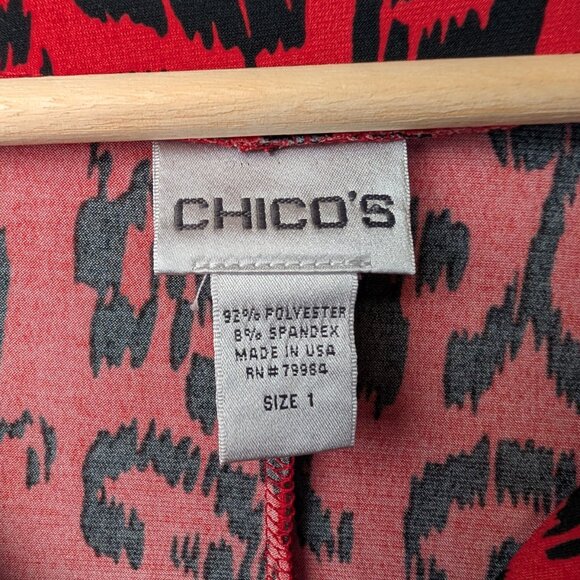 CHICO'S
92% POLYESTER
8% SPANDEX
MADE IN USA
RN#79984
SIZE 1